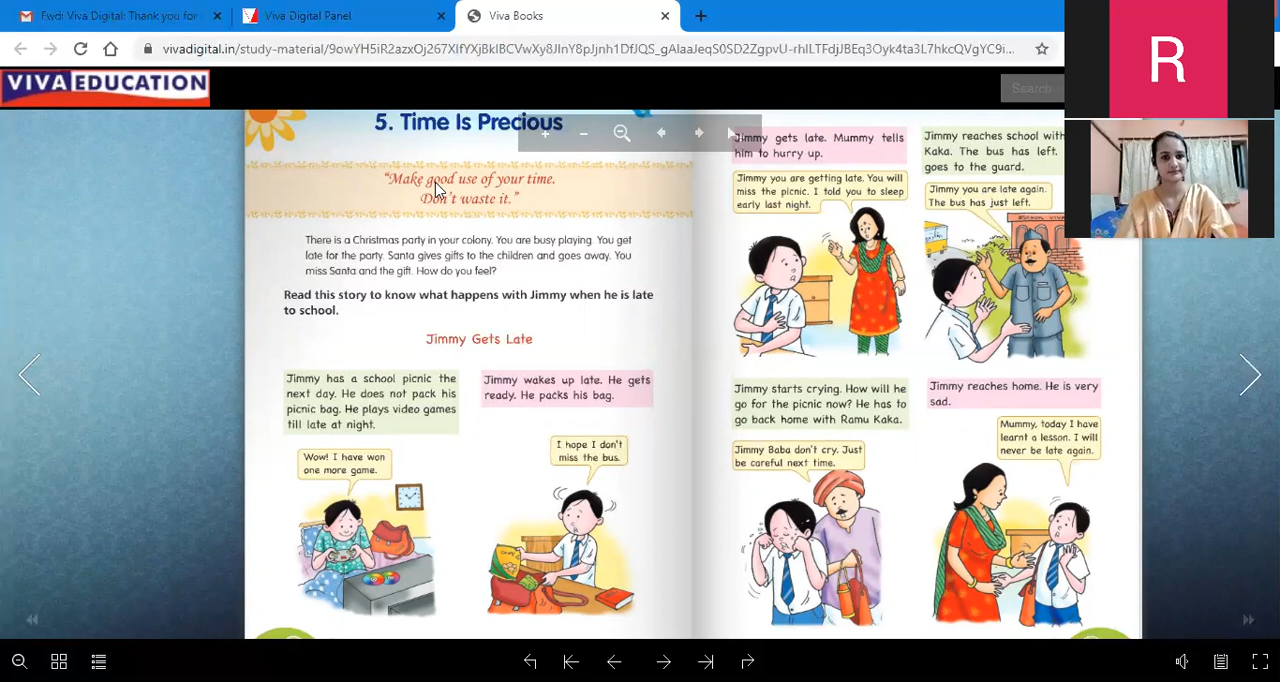 Fwd: Viva Digital: Thank you for
Viva Digital Panel
Viva Books
VIVA EDUCATION
Search
R
5. Time Is Precious
"Make good use of your time.
Don't waste it."
There is a Christmas party in your colony. You are busy playing. You get
late for the party. Santa gives gifts to the children and goes away. You
miss Santa and the gift. How do you feel?
Read this story to know what happens with Jimmy when he is late
to school.
Jimmy Gets Late
Jimmy has a school picnic the
next day. He does not pack his
picnic bag. He plays video games
till late at night.
Wow! I have won
one more game.
Jimmy wakes up late. He gets
ready. He packs his bag.
I hope I don't
miss the bus.
Jimmy gets late. Mummy tells
him to hurry up.
Jimmy you are getting late. You will
miss the picnic. I told you to sleep
early last night.
Jimmy reaches school with
Kaka. The bus has left.
goes to the guard.
Jimmy you are late again.
The bus has just left.
Jimmy starts crying. How will he
go for the picnic now? He has to
go back home with Ramu Kaka.
Jimmy Baba don't cry. Just
be careful next time.
Jimmy reaches home. He is very
sad.
Mummy, today I have
learnt a lesson. I will
never be late again.